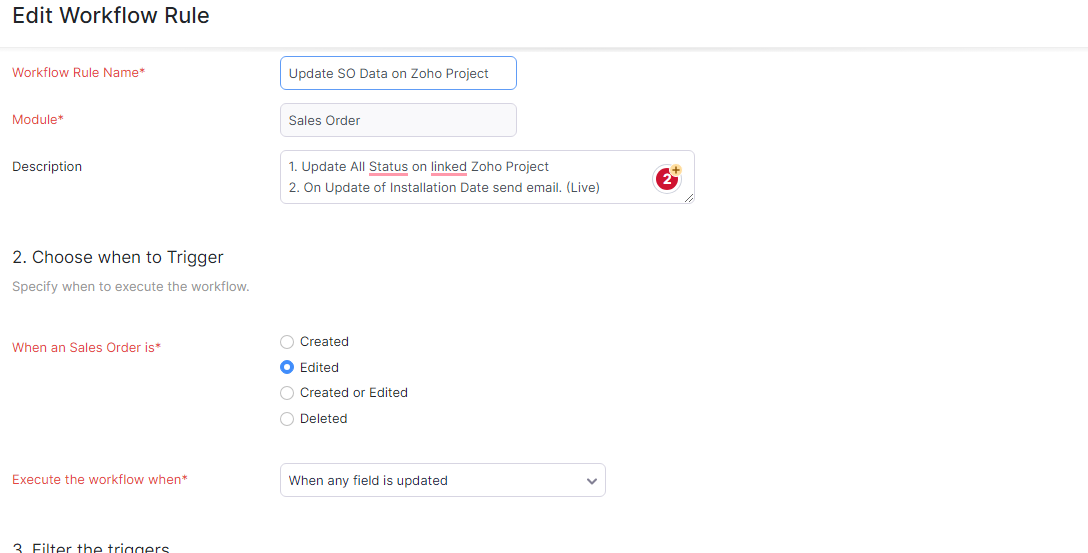 Edit Workflow Rule
Workflow Rule Name*
Update SO Data on Zoho Project
Module*
Sales Order
Description
1. Update All Status on linked Zoho Project
2. On Update of Installation Date send email. (Live)
2
+
2. Choose when to Trigger
Specify when to execute the workflow.
When an Sales Order is*
Created
Edited
Created or Edited
Deleted
Execute the workflow when*
When any field is updated
3. Filter the triggers